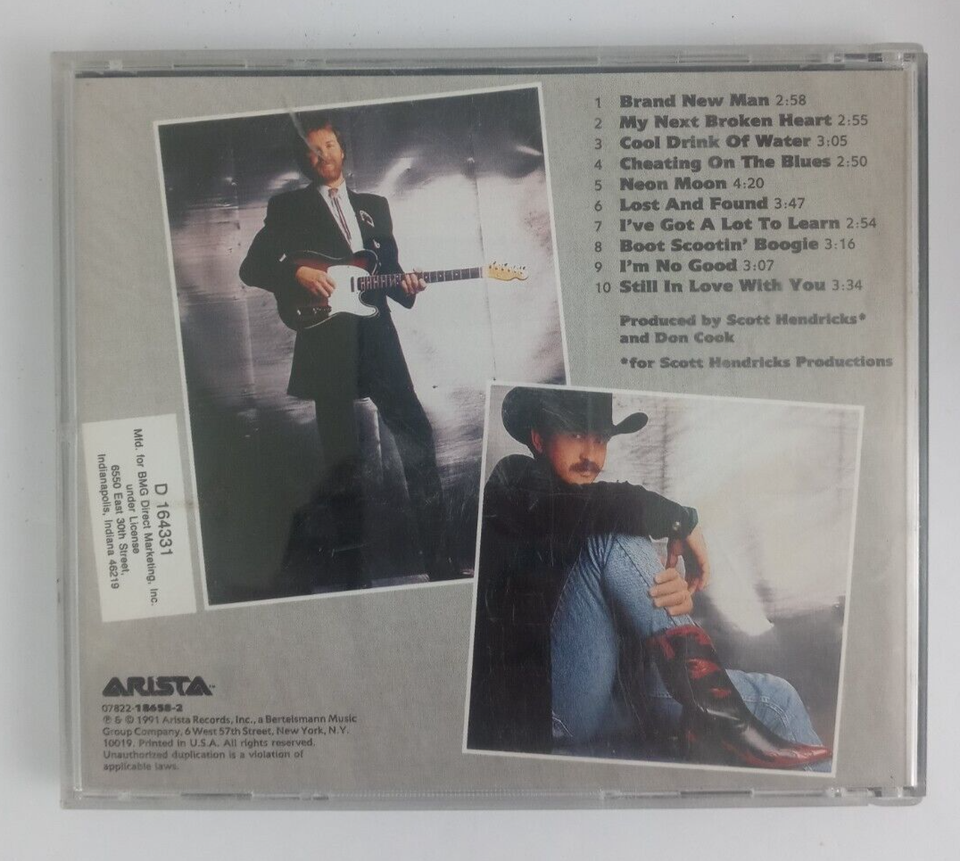 1 Brand New Man 2:58
2 My Next Broken Heart 2:55
3 Cool Drink Of Water 3:05
4 Cheating On The Blues 2:50
5 Neon Moon 4:20
6 Lost And Found 3:47
7 I've Got A Lot To Learn 2:54
8 Boot Scootin' Boogie 3:16
9 I'm No Good 3:07
10 Still In Love With You 3:34
Produced by Scott Hendricks*
and Don Cook
*for Scott Hendricks Productions
D 164331
Mfd. for BMG Direct Marketing, Inc.
under License
6550 East 30th Street,
Indianapolis, Indiana 46219
ARISTA
07822-18658-2
℗ & © 1991 Arista Records, Inc., a Bertelsmann Music
Group Company, 6 West 57th Street, New York, N.Y.
10019. Printed in U.S.A. All rights reserved.
Unauthorized duplication is a violation of
applicable laws.